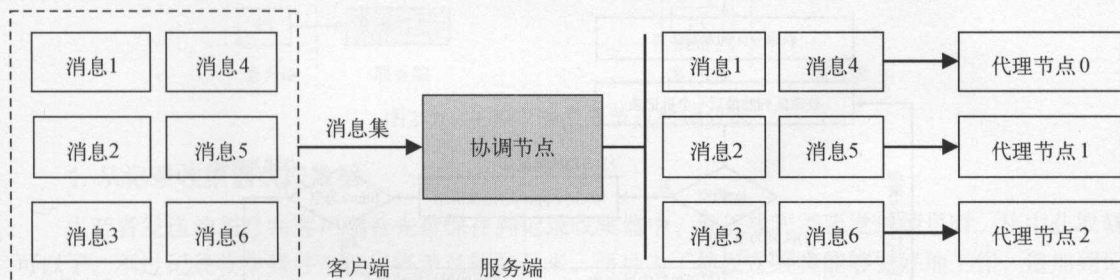 消息1 消息4 消息1 消息4 代理节点0
消息集
消息2 消息5 协调节点 消息2 消息5 代理节点1
消息3 消息6 消息3 消息6 代理节点2
客户端 服务端